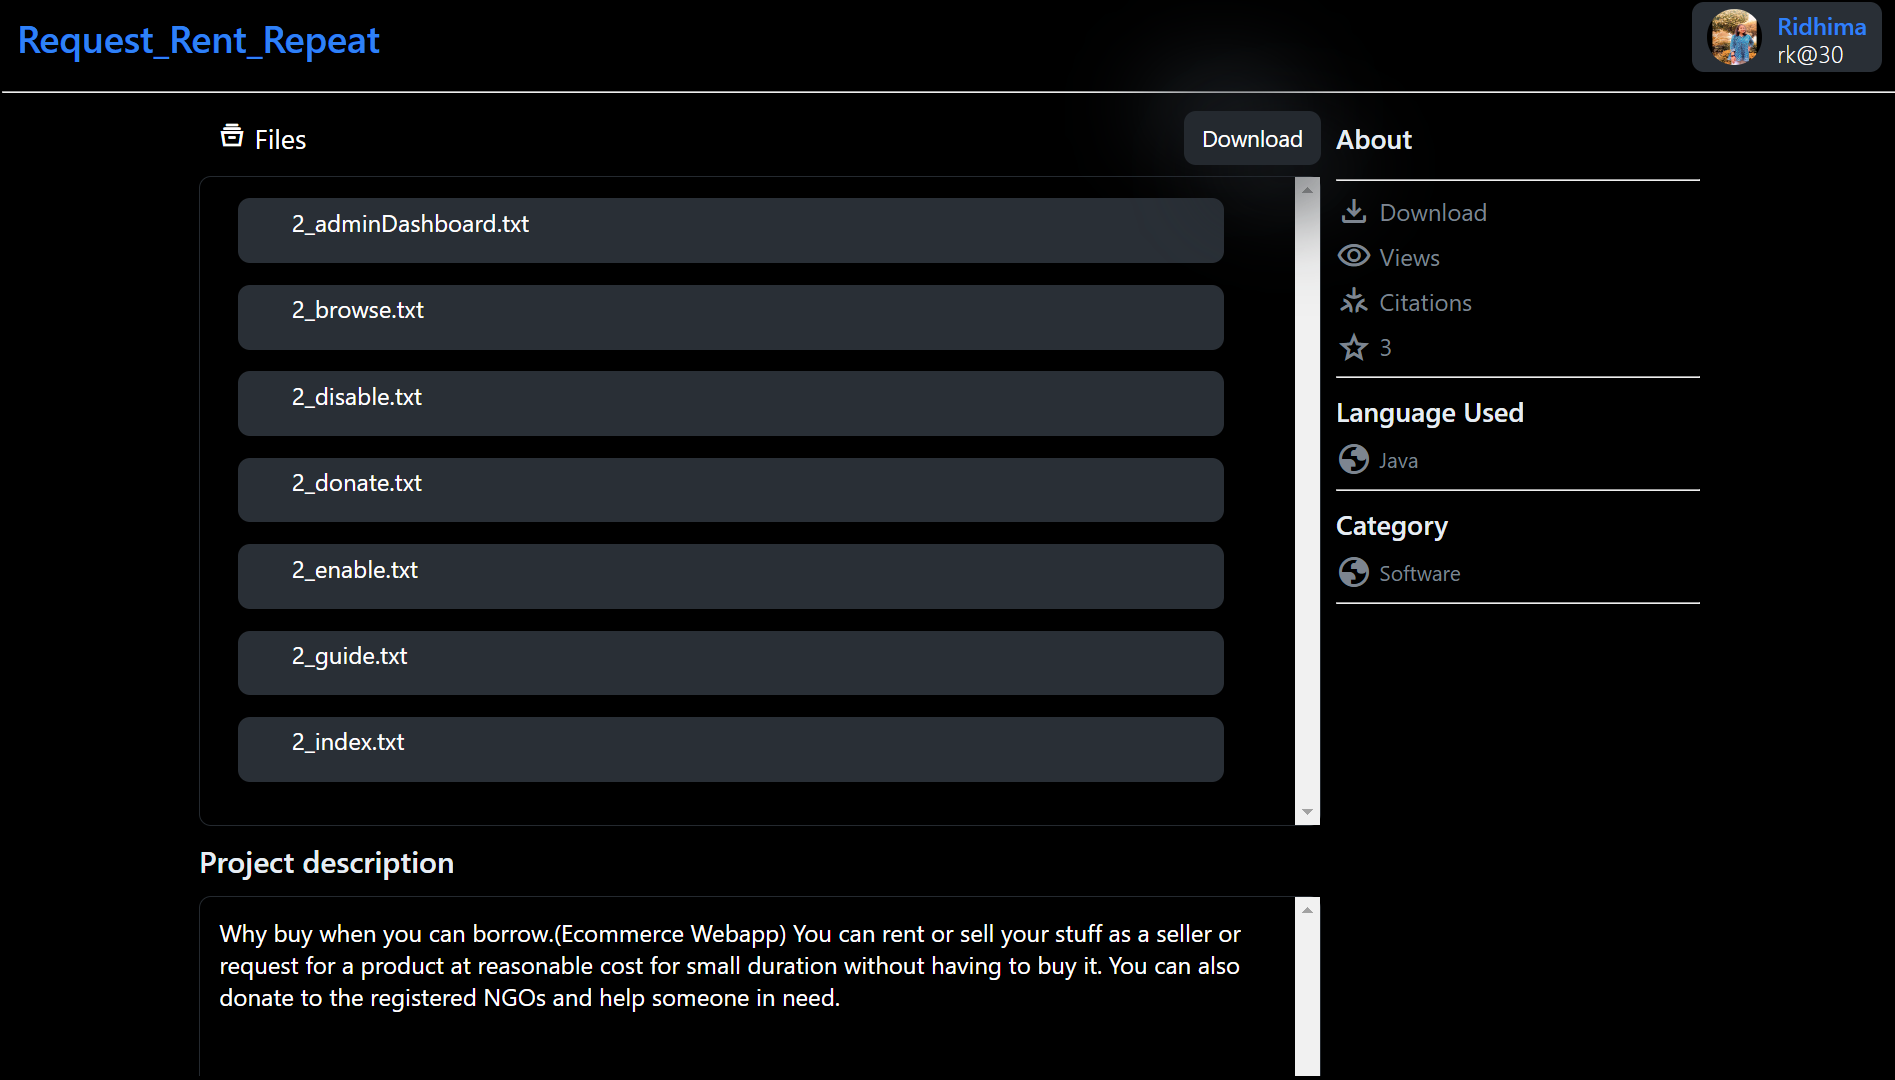 Request_Rent_Repeat
Ridhima
rk@30
Files
Download
2_adminDashboard.txt
2_browse.txt
2_disable.txt
2_donate.txt
2_enable.txt
2_guide.txt
2_index.txt
Project description
Why buy when you can borrow.(Ecommerce Webapp) You can rent or sell your stuff as a seller or
request for a product at reasonable cost for small duration without having to buy it. You can also
donate to the registered NGOs and help someone in need.
About
Download
Views
Citations
3
Language Used
Java
Category
Software